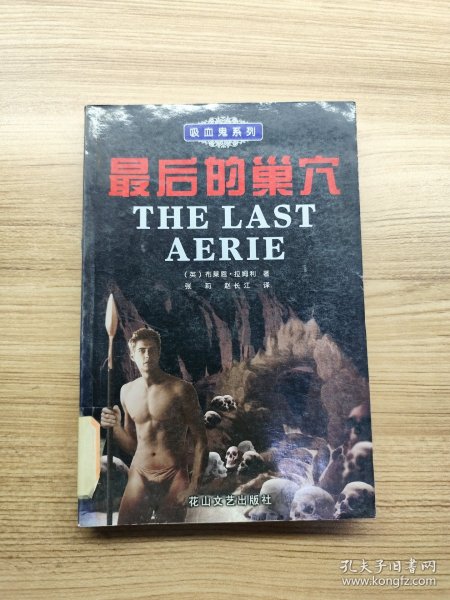 吸血鬼系列
最后的巢穴
THE LAST
AERIE
（英）布莱恩·拉姆利 著
张莉 赵长江 译
花山文艺出版社
孔夫子旧书网
www.kongfz.com